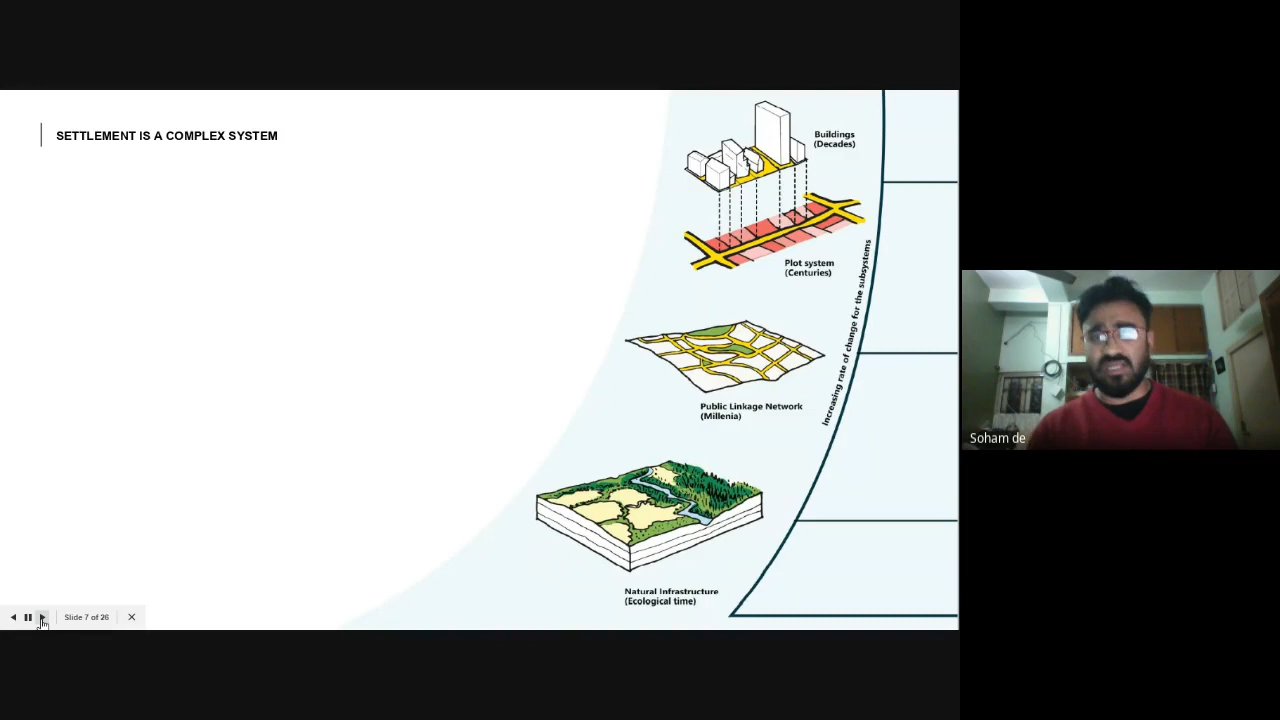 SETTLEMENT IS A COMPLEX SYSTEM
Buildings
(Decades)
Plot system
(Centuries)
Increasing rate of change for the subsystems
Public Linkage Network
(Millenia)
Natural Infrastructure
(Ecological time)
Slide 7 of 26
Soham de